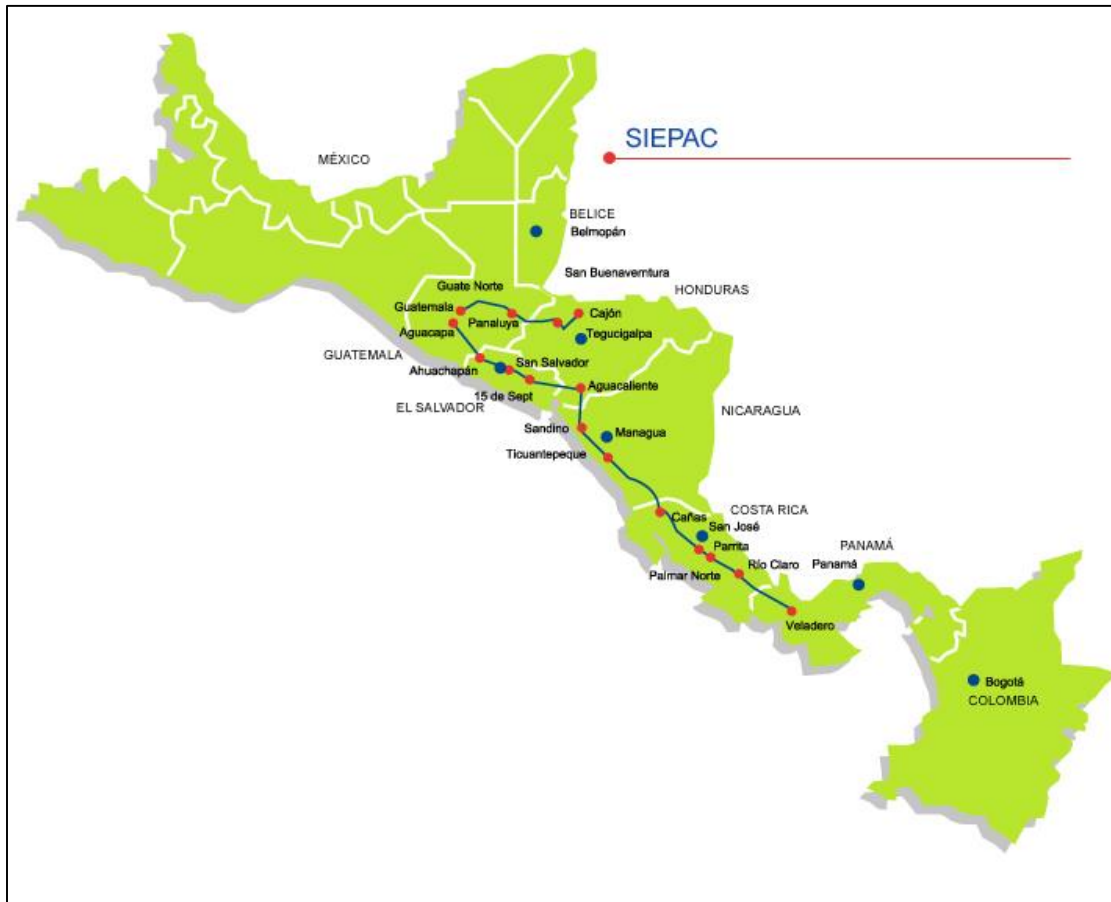 SIEPAC
MÉXICO
BELICE
Belmopán
San Buenaverntura
Guate Norte
HONDURAS
Guatemala
Panaluya
Cajón
Aguacapa
Tegucigalpa
GUATEMALA
Ahuachapán
San Salvador
15 de Sept
Aguacaliente
EL SALVADOR
NICARAGUA
Sandino
Managua
Ticuantepeque
COSTA RICA
Cañas
San José
Parrita
PANAMÁ
Palmar Norte
Río Claro
Panamá
Veladero
Bogotá
COLOMBIA